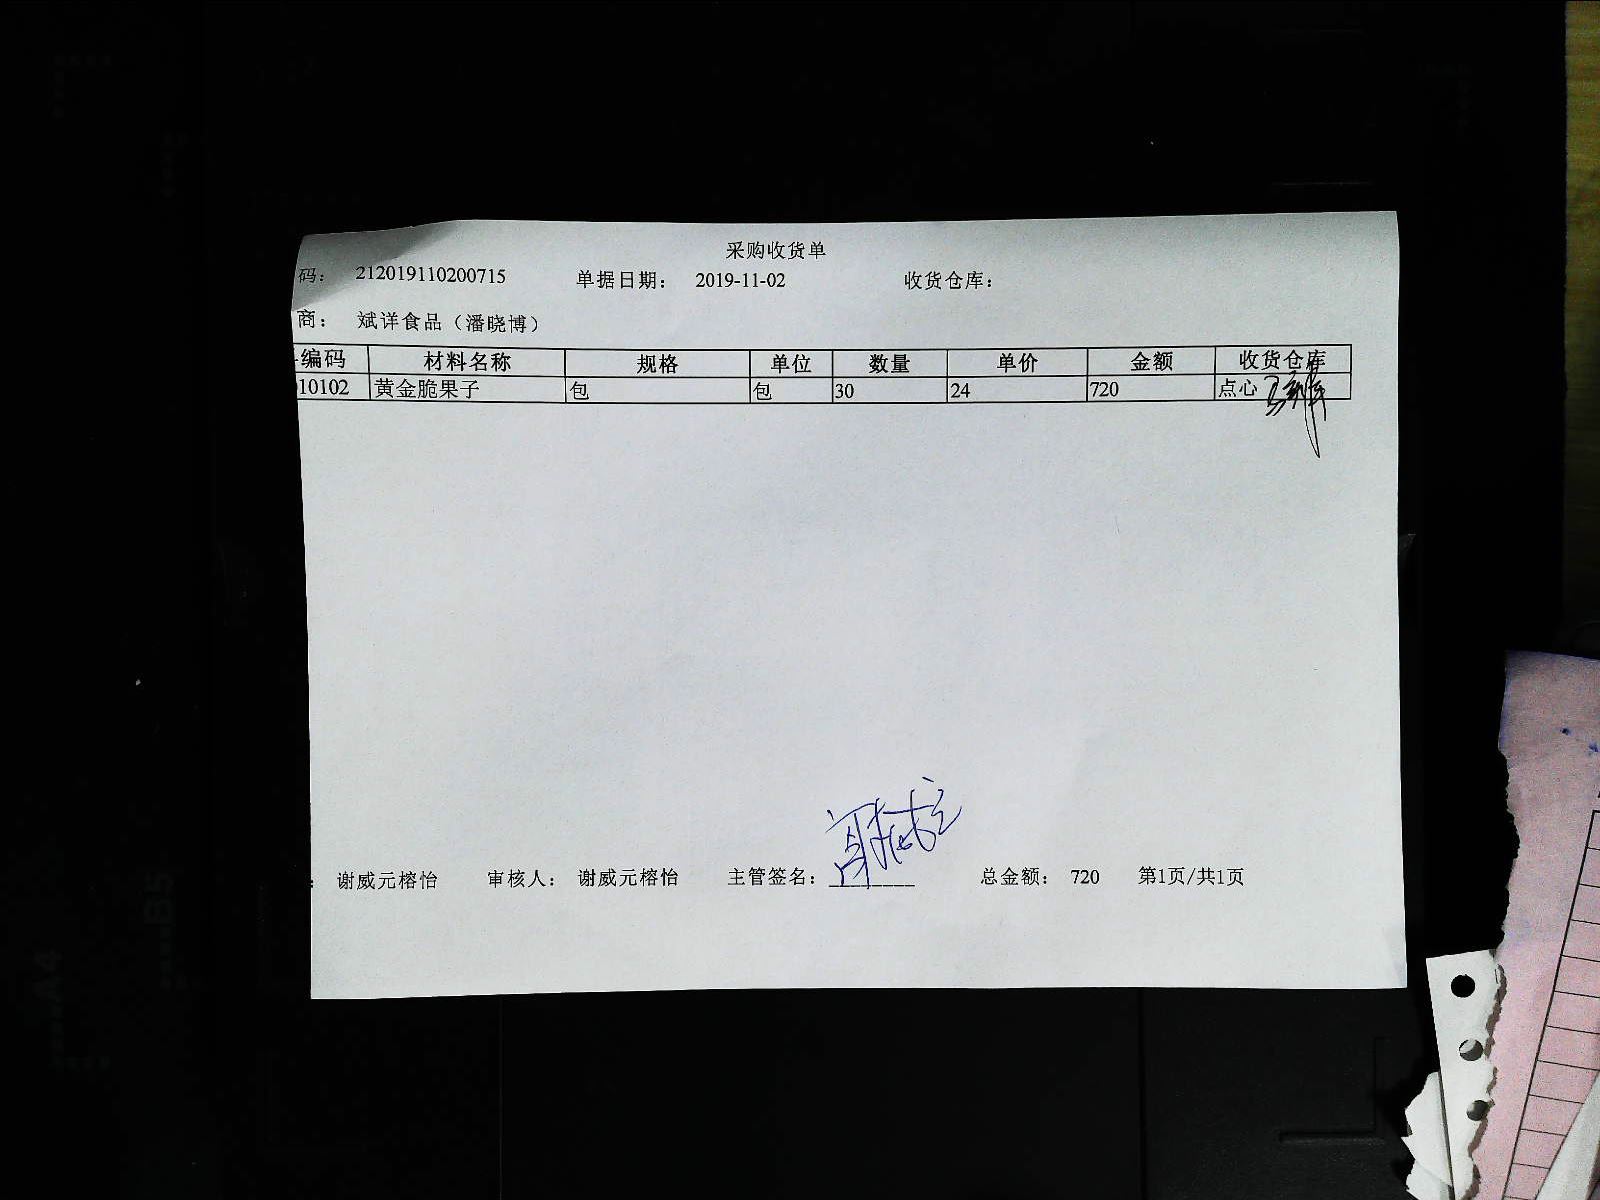 采购收货单
码： 212019110200715 单据日期： 2019-11-02 收货仓库：
商： 斌洋食品（潘晓博）
编码 材料名称 规格 单位 数量 单价 金额 收货仓库
10102 黄金脆果子 包 包 30 24 720 点心
： 谢威元榕怡 审核人： 谢威元榕怡 主管签名： 总金额： 720 第1页/共1页